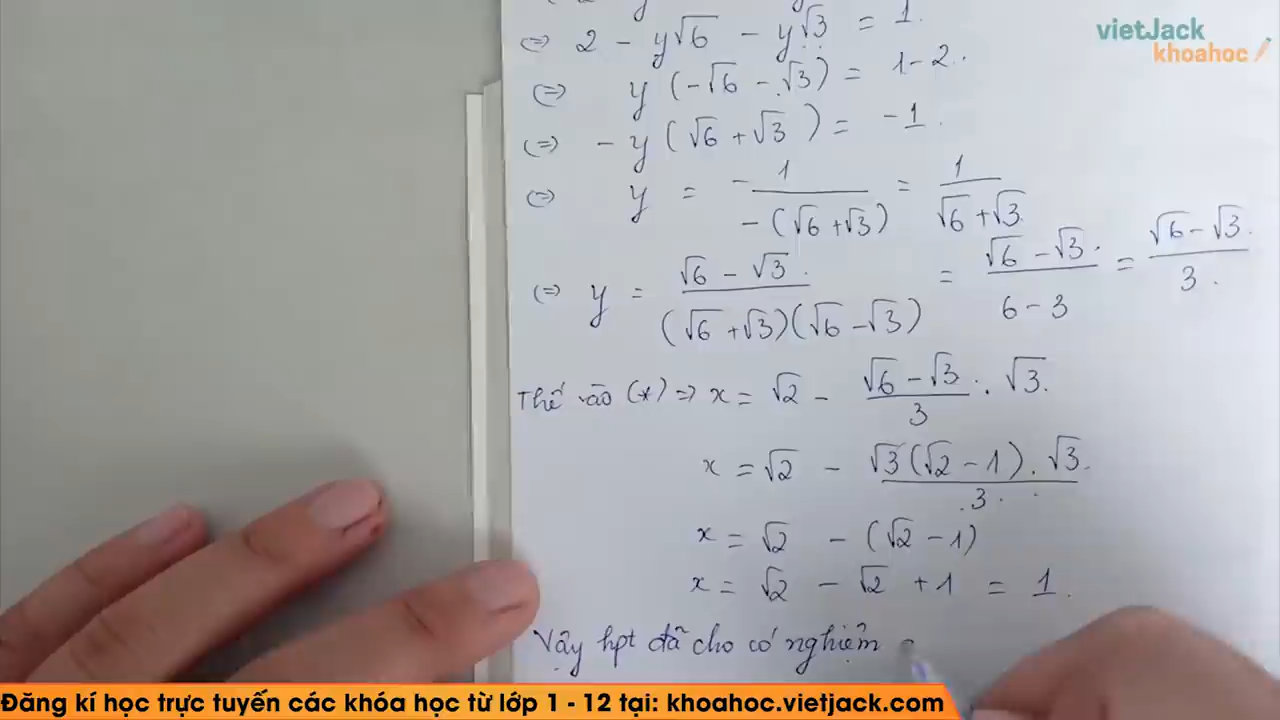 vietJack
khoahoc
⇔ 2 - y√6 - y√3 = 1.
⇔ y (-√6 - √3) = 1-2.
⇔ - y (√6 + √3) = -1.
⇔ y = -1/(-(√6 + √3)) = 1/(√6 + √3)
⇔ y = (√6 - √3)/((√6 + √3)(√6 - √3)) = (√6 - √3)/(6 - 3) = (√6 - √3)/3.
Thế vào (*) ⇒ x = √2 - (√6 - √3)/3 . √3.
x = √2 - (√3(√2 - 1) . √3)/3
x = √2 - (√2 - 1)
x = √2 - √2 + 1 = 1.
Vậy hpt đã cho có nghiệm
Đăng kí học trực tuyến các khóa học từ lớp 1 - 12 tại: khoahoc.vietjack.com